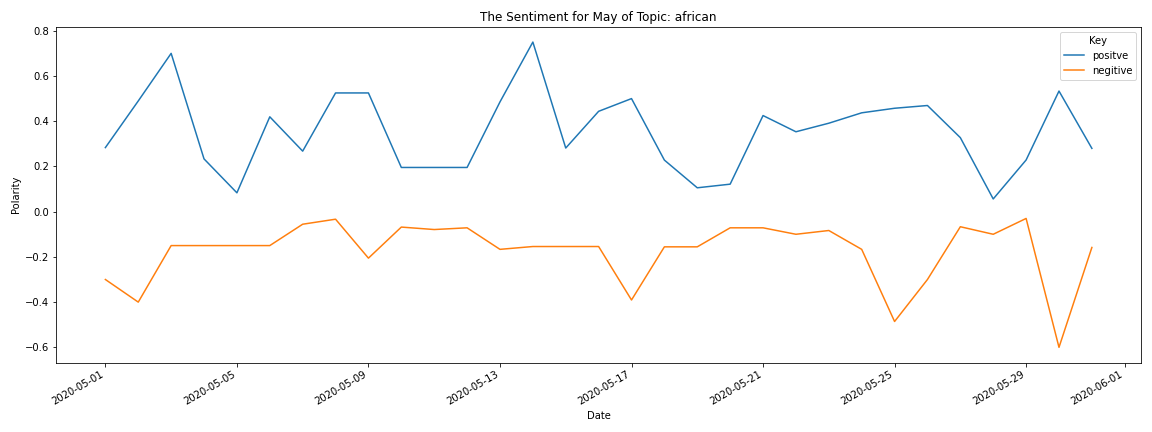 The Sentiment for May of Topic: african
Key
positve
negitive
Polarity
0.8
0.6
0.4
0.2
0.0
−0.2
−0.4
−0.6
2020-05-01
2020-05-05
2020-05-09
2020-05-13
2020-05-17
2020-05-21
2020-05-25
2020-05-29
2020-06-01
Date